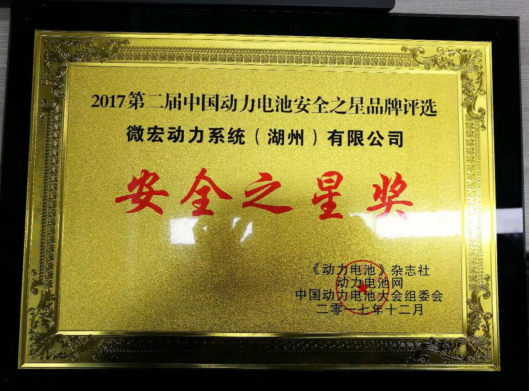 2017第二届中国动力电池安全之星品牌评选
微宏动力系统（湖州）有限公司
安全之星奖
《动力电池》杂志社
动力电池网
中国动力电池大会组委会
二零一七年十二月